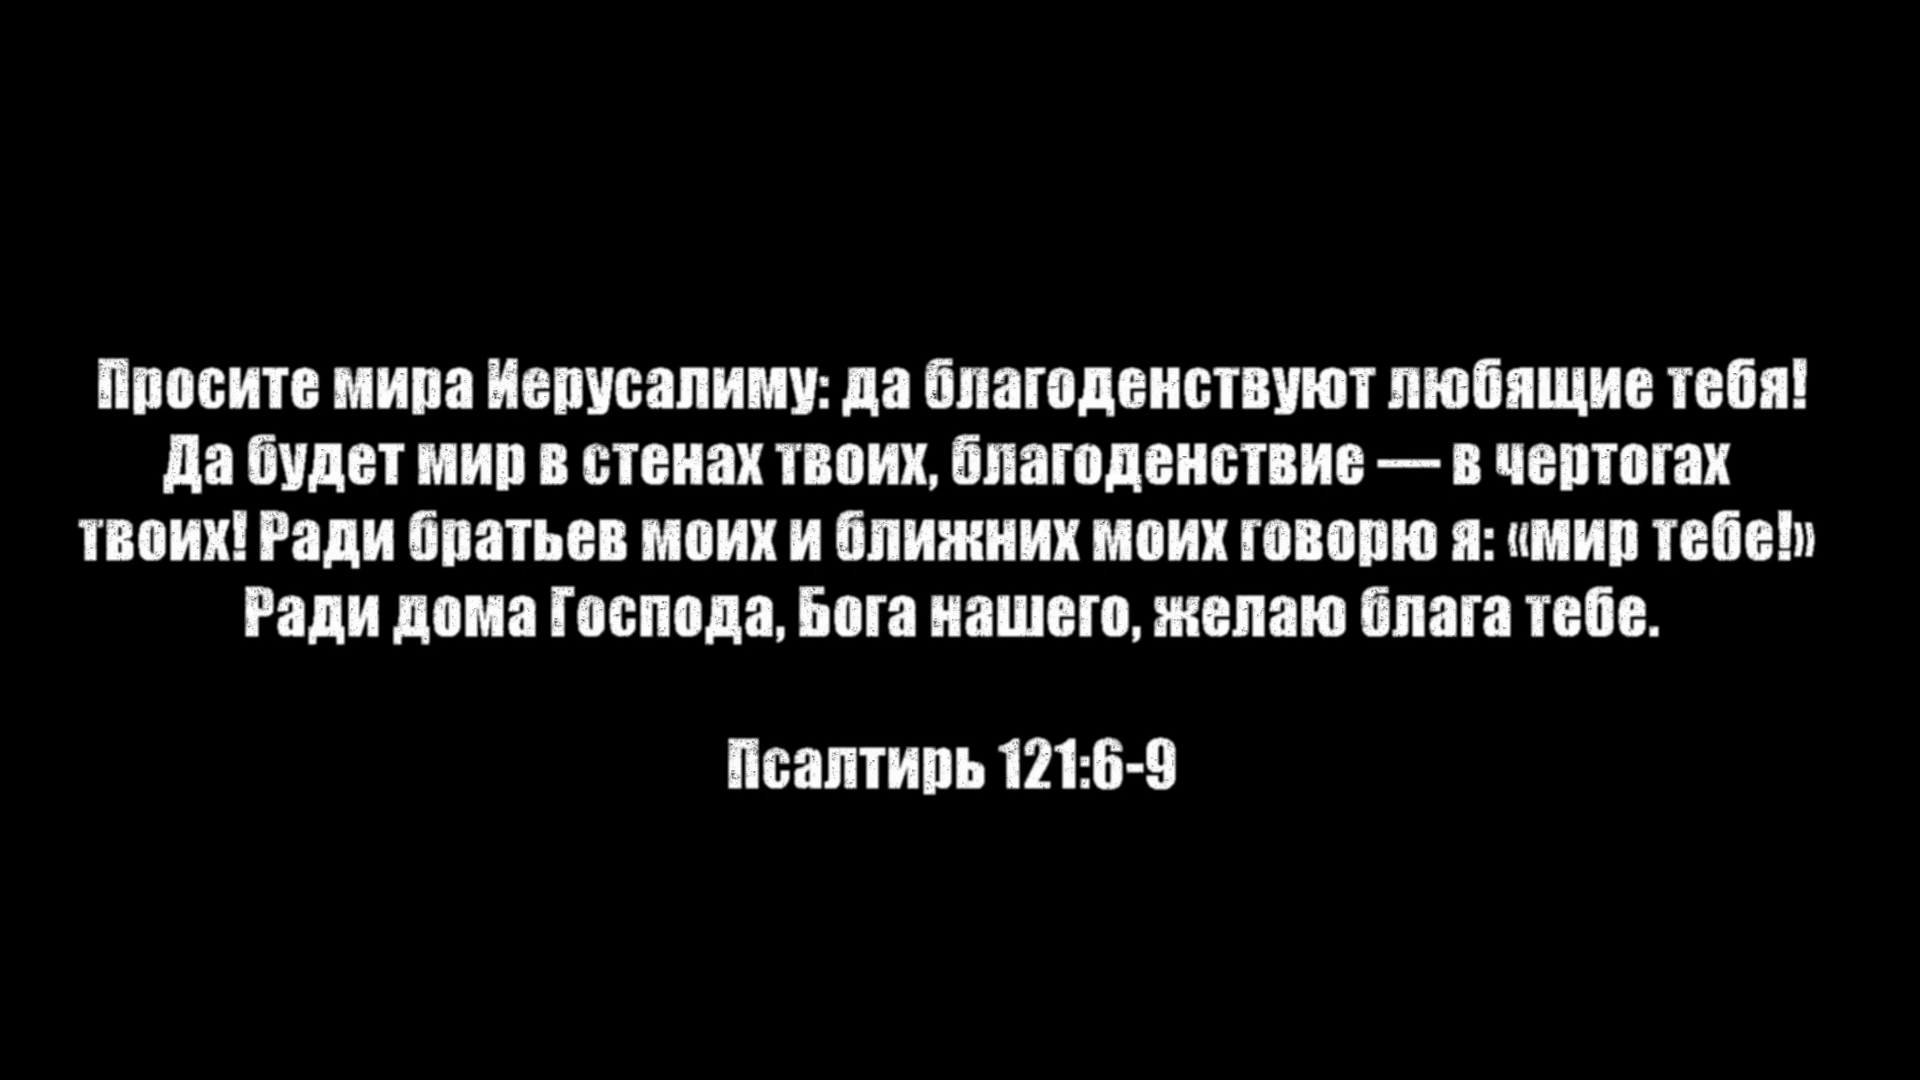 Просите мира Иерусалиму: да благоденствуют любящие тебя!
Да будет мир в стенах твоих, благоденствие — в чертогах
твоих! Ради братьев моих и ближних моих говорю я: «мир тебе!»
Ради дома Господа, Бога нашего, желаю блага тебе.
Псалтирь 121:6-9